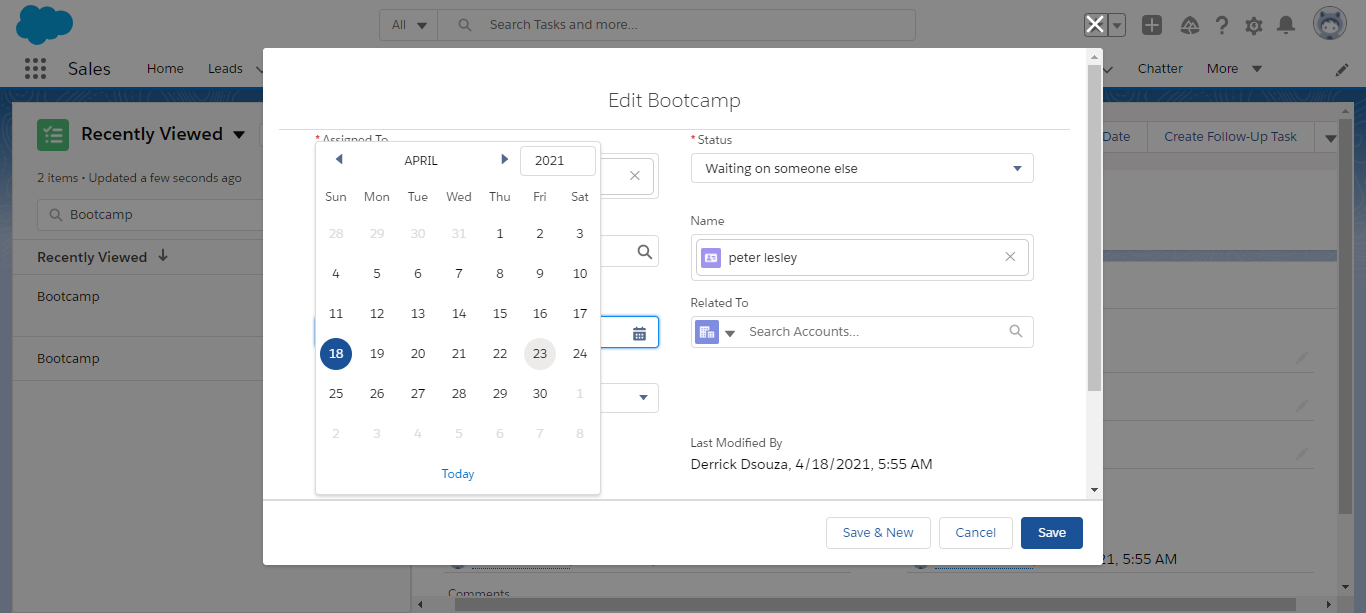 All
Search Tasks and more...
Sales
Home
Leads
Chatter
More
Recently Viewed
2 items • Updated a few seconds ago
Bootcamp
Recently Viewed
Bootcamp
Bootcamp
Date
Create Follow-Up Task
Edit Bootcamp
* Assigned To
APRIL
2021
Sun Mon Tue Wed Thu Fri Sat
28 29 30 31 1 2 3
4 5 6 7 8 9 10
11 12 13 14 15 16 17
18 19 20 21 22 23 24
25 26 27 28 29 30 1
2 3 4 5 6 7 8
Today
* Status
Waiting on someone else
Name
peter lesley
Related To
Search Accounts...
Last Modified By
Derrick Dsouza, 4/18/2021, 5:55 AM
Save & New
Cancel
Save
21, 5:55 AM
Comments